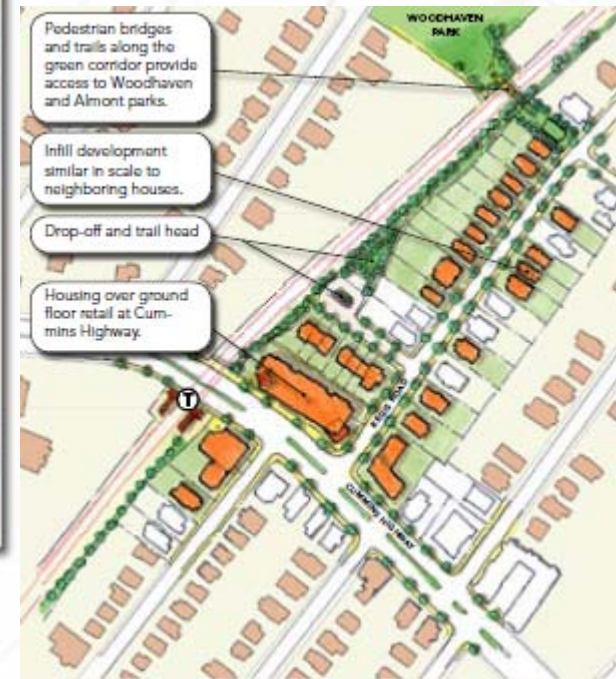 WOODHAVEN
PARK
Pedestrian bridges
and trails along the
green corridor provide
access to Woodhaven
and Almont parks.
Infill development
similar in scale to
neighboring houses.
Drop-off and trail head
Housing over ground
floor retail at Cum-
mins Highway.
T
REGIS ROAD
CUMMINS HIGHWAY